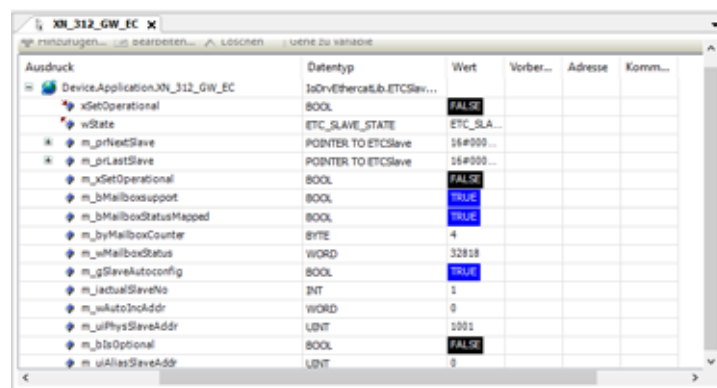 XN_312_GW_EC x
Hinzufügen... Bearbeiten... Löschen Gehe zu Variable
Ausdruck Datentyp Wert Vorber... Adresse Komm...
Device.Application.XN_312_GW_EC IoDrvEthercatLib.ETCSlav...
xSetOperational BOOL FALSE
wState ETC_SLAVE_STATE ETC_SLA...
m_prNextSlave POINTER TO ETCSlave 16#000...
m_prLastSlave POINTER TO ETCSlave 16#000...
m_xSetOperational BOOL FALSE
m_bMailboxsupport BOOL TRUE
m_bMailboxStatusMapped BOOL TRUE
m_byMailboxCounter BYTE 4
m_wMailboxStatus WORD 32818
m_gSlaveAutoconfig BOOL TRUE
m_iactualSlaveNo INT 1
m_wAutoIncAddr WORD 0
m_uiPhysSlaveAddr UINT 1001
m_bIsOptional BOOL FALSE
m_uiAliasSlaveAddr UINT 0